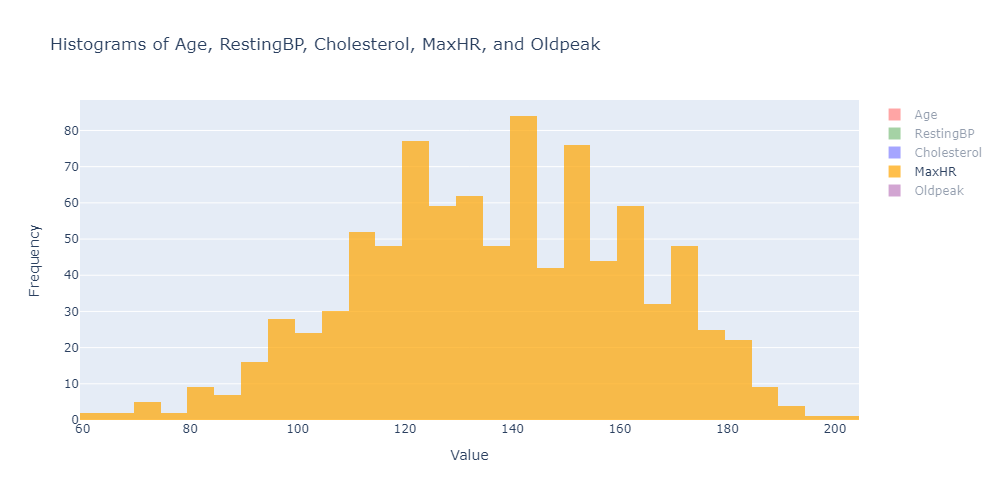 Histograms of Age, RestingBP, Cholesterol, MaxHR, and Oldpeak
Age
RestingBP
Cholesterol
MaxHR
Oldpeak
Frequency
80
70
60
50
40
30
20
10
0
60 80 100 120 140 160 180 200
Value